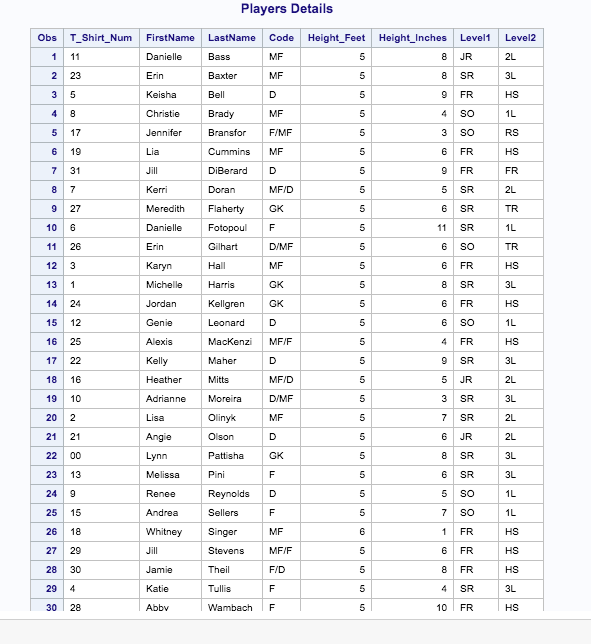 Players Details
Obs T_Shirt_Num FirstName LastName Code Height_Feet Height_Inches Level1 Level2
1 11 Danielle Bass MF 5 8 JR 2L
2 23 Erin Baxter MF 5 8 SR 3L
3 5 Keisha Bell D 5 9 FR HS
4 8 Christie Brady MF 5 4 SO 1L
5 17 Jennifer Bransfor F/MF 5 3 SO RS
6 19 Lia Cummins MF 5 6 FR HS
7 31 Jill DiBerard D 5 9 FR FR
8 7 Kerri Doran MF/D 5 5 SR 2L
9 27 Meredith Flaherty GK 5 6 SR TR
10 6 Danielle Fotopoul F 5 11 SR 1L
11 26 Erin Gilhart D/MF 5 6 SO TR
12 3 Karyn Hall MF 5 6 FR HS
13 1 Michelle Harris GK 5 8 SR 3L
14 24 Jordan Kellgren GK 5 6 FR HS
15 12 Genie Leonard D 5 6 SO 1L
16 25 Alexis MacKenzi MF/F 5 4 FR HS
17 22 Kelly Maher D 5 9 SR 3L
18 16 Heather Mitts MF/D 5 5 JR 2L
19 10 Adrianne Moreira D/MF 5 3 SR 3L
20 2 Lisa Olinyk MF 5 7 SR 2L
21 21 Angie Olson D 5 6 JR 2L
22 00 Lynn Pattisha GK 5 8 SR 3L
23 13 Melissa Pini F 5 6 SR 3L
24 9 Renee Reynolds D 5 5 SO 1L
25 15 Andrea Sellers F 5 7 SO 1L
26 18 Whitney Singer MF 6 1 FR HS
27 29 Jill Stevens MF/F 5 6 FR HS
28 30 Jamie Theil F/D 5 8 FR HS
29 4 Katie Tullis F 5 4 SR 3L
30 28 Abby Wambach F 5 10 FR HS